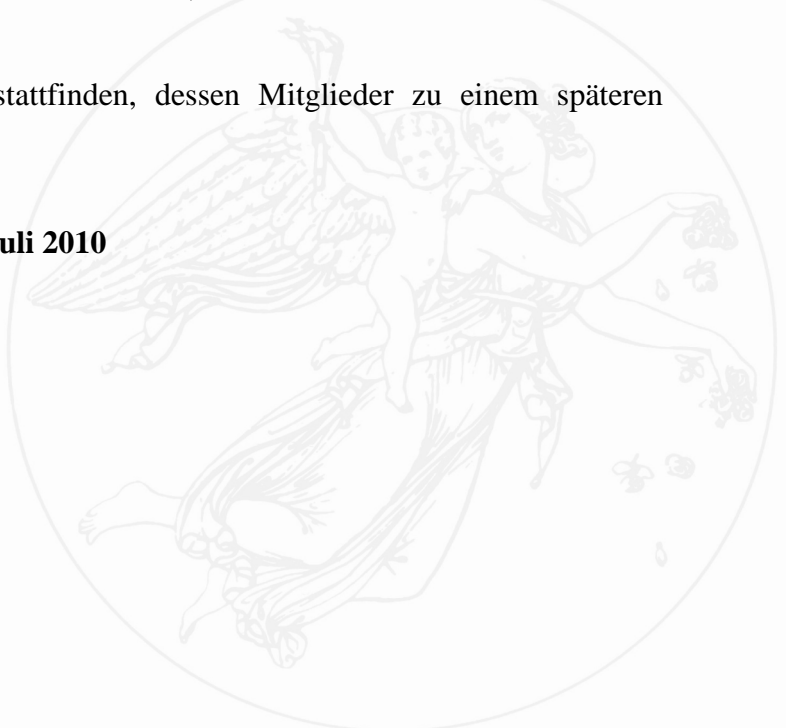 stattfinden, dessen Mitglieder zu einem späteren
uli 2010